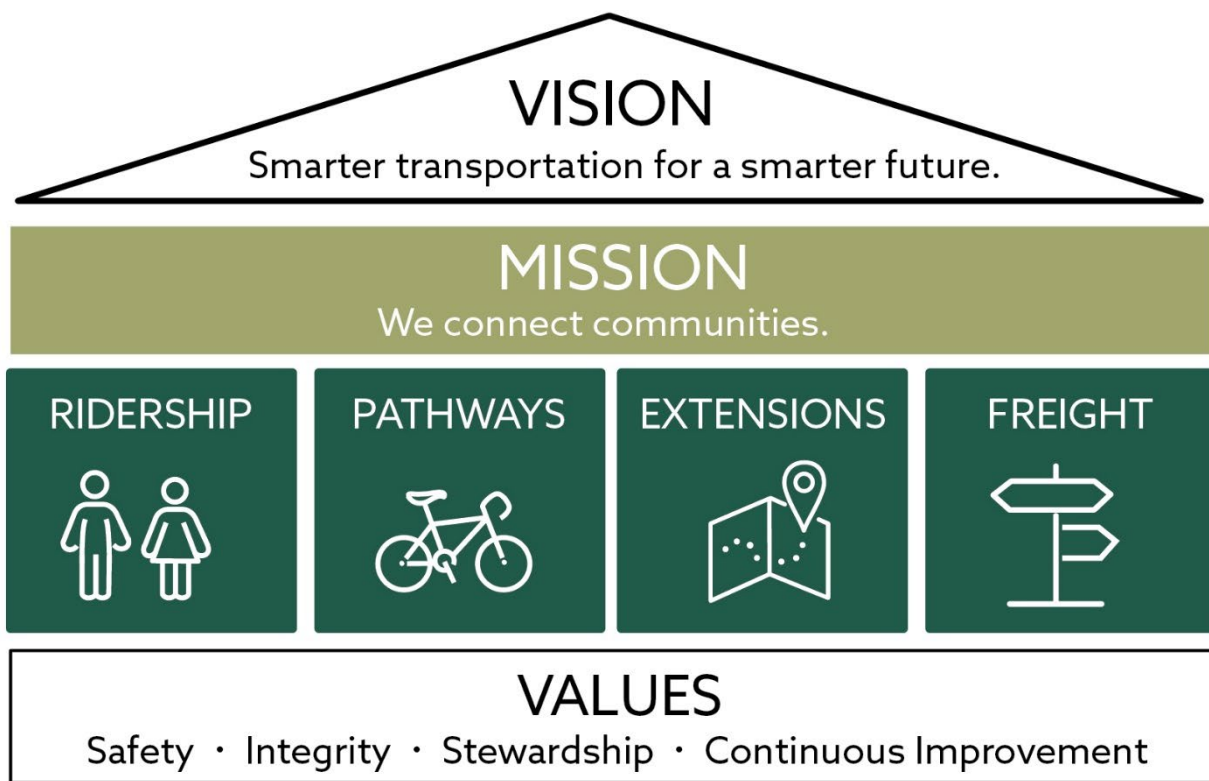 VISION
Smarter transportation for a smarter future.
MISSION
We connect communities.
RIDERSHIP
PATHWAYS
EXTENSIONS
FREIGHT
VALUES
Safety · Integrity · Stewardship · Continuous Improvement